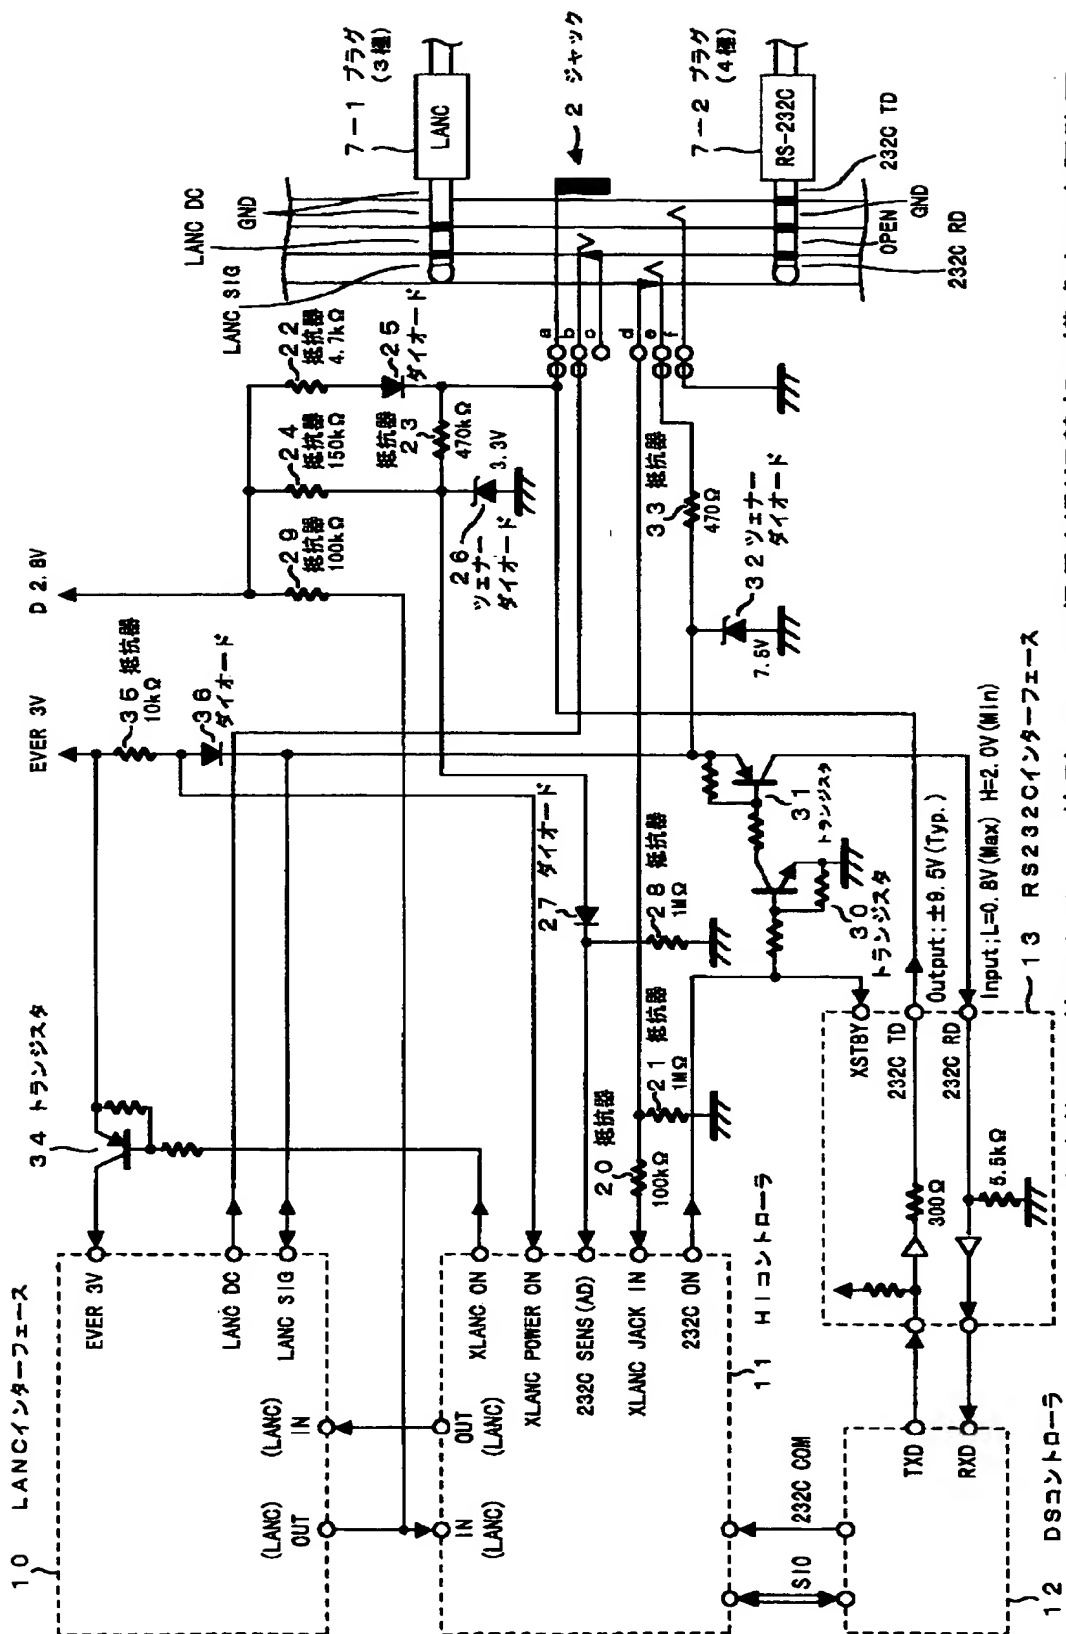 10 LANCインターフェース
EVER 3V
LANC DC
LANC SIG
(LANC)
IN
(LANC)
OUT
34 トランジスタ
EVER 3V
35 抵抗器
10kΩ
36
ダイオード
D 2.8V
29
抵抗器
100kΩ
24
抵抗器
150kΩ
22
抵抗器
4.7kΩ
25
ダイオード
抵抗器
23
470kΩ
26
ツェナー
ダイオード
3.3V
LANC SIG
LANC DC
GND
7-1 プラグ
(3極)
LANC
2 ジャック
a
b
c
d
e
f
7-2 プラグ
(4極)
RS-232C
232C TD
GND
OPEN
232C RD
33 抵抗器
470Ω
32 ツェナー
ダイオード
7.5V
27 ダイオード
28 抵抗器
1MΩ
21 抵抗器
1MΩ
20 抵抗器
100kΩ
31
トランジスタ
30
トランジスタ
XLANC ON
XLANC POWER ON
232C SENS(AD)
XLANC JACK IN
232C ON
OUT
(LANC)
IN
(LANC)
11 HIコントローラ
XSTBY
232C TD
232C RD
Output;±9.5V(Typ.)
Input;L=0.8V(Max) H=2.0V(Min)
300Ω
5.5kΩ
13 RS232Cインターフェース
TXD
RXD
232C COM
SIO
12 DSコントローラ